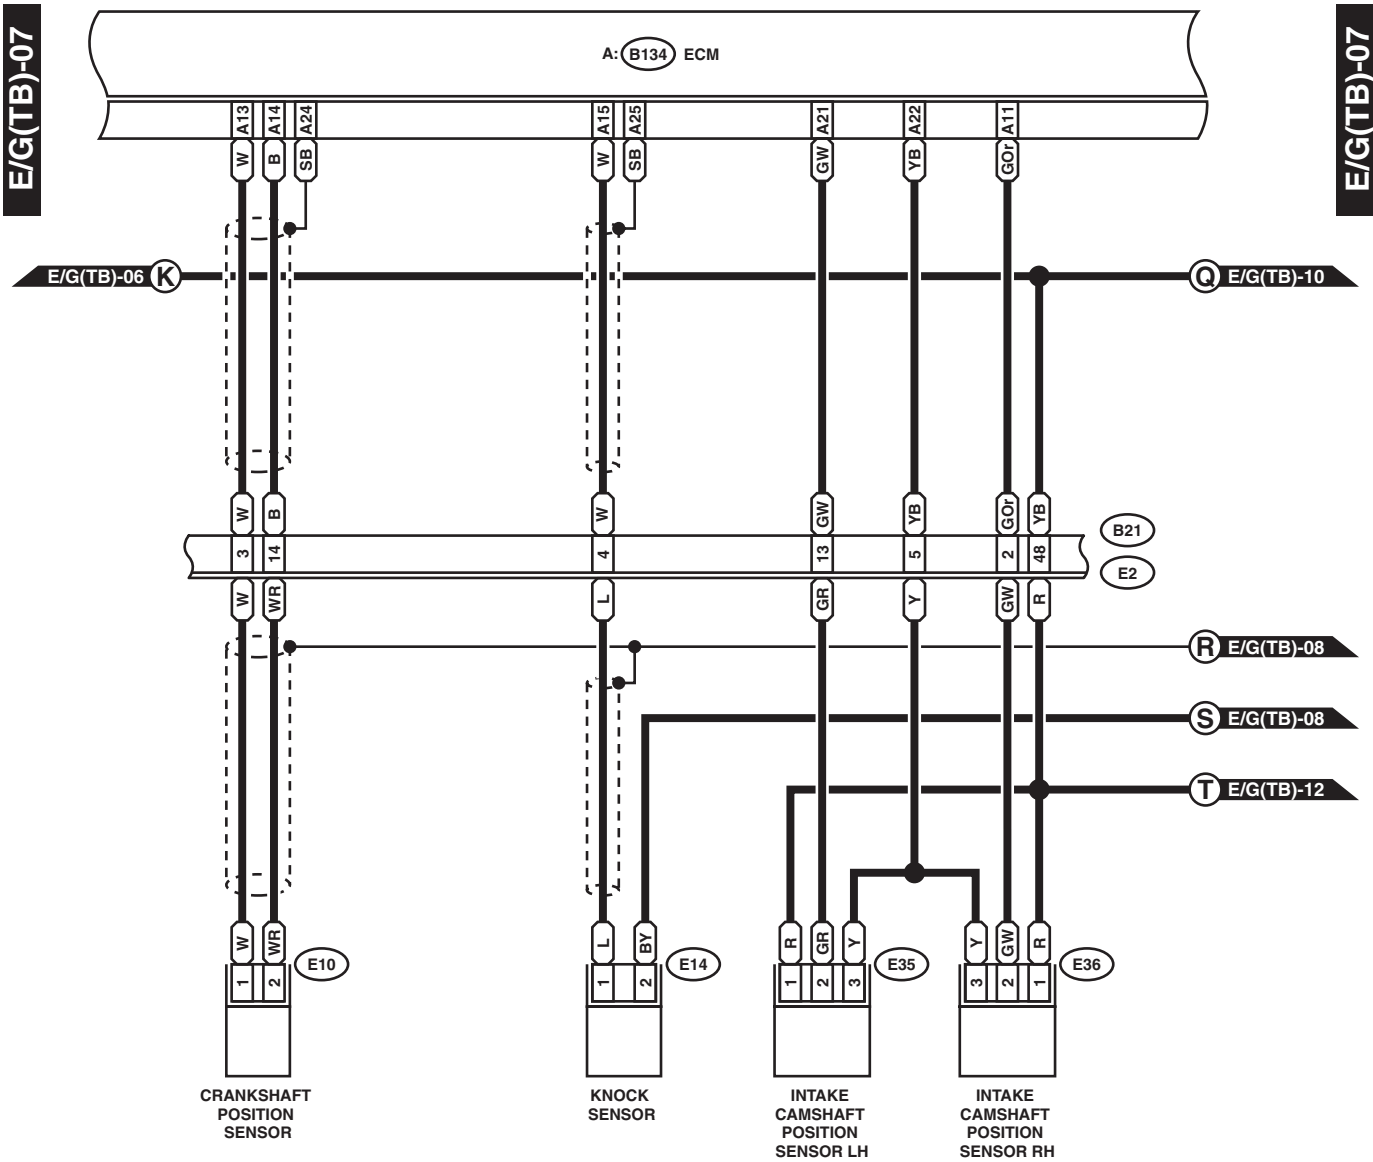 E/G(TB)-07
E/G(TB)-07
A: B134 ECM
A13 A14 A24 A15 A25 A21 A22 A11
W B SB W SB GW YB GOr
E/G(TB)-06 K
Q E/G(TB)-10
W B W GW YB GOr YB
B21
3 14 4 13 5 2 48
E2
W WR L GR Y GW R
R E/G(TB)-08
S E/G(TB)-08
T E/G(TB)-12
W WR L BY R GR Y Y GW R
E10 E14 E35 E36
1 2 1 2 1 2 3 3 2 1
CRANKSHAFT
POSITION
SENSOR
KNOCK
SENSOR
INTAKE
CAMSHAFT
POSITION
SENSOR LH
INTAKE
CAMSHAFT
POSITION
SENSOR RH